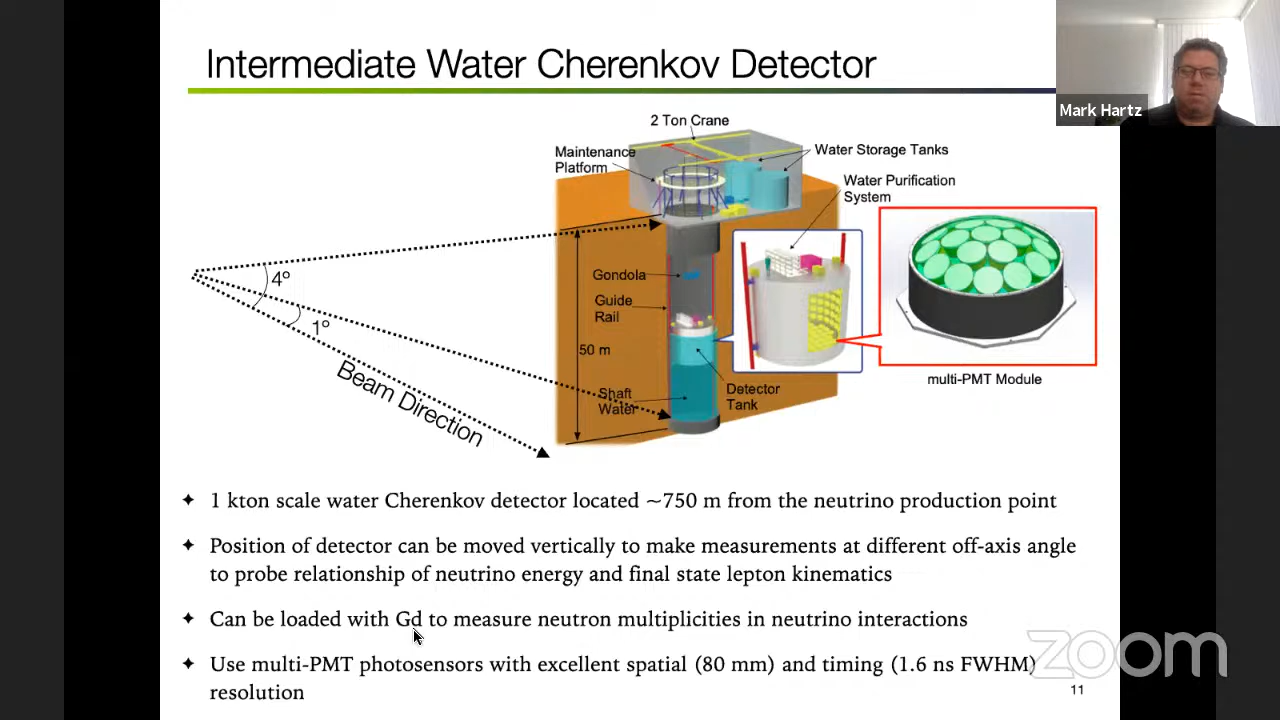 Intermediate Water Cherenkov Detector
Mark Hartz
2 Ton Crane
Maintenance
Platform
Water Storage Tanks
Water Purification
System
4º
1º
Beam Direction
Gondola
Guide
Rail
50 m
Shaft
Water
Detector
Tank
multi-PMT Module
✦ 1 kton scale water Cherenkov detector located ~750 m from the neutrino production point
✦ Position of detector can be moved vertically to make measurements at different off-axis angle
to probe relationship of neutrino energy and final state lepton kinematics
✦ Can be loaded with Gd to measure neutron multiplicities in neutrino interactions
✦ Use multi-PMT photosensors with excellent spatial (80 mm) and timing (1.6 ns FWHM)
resolution
zoom
11